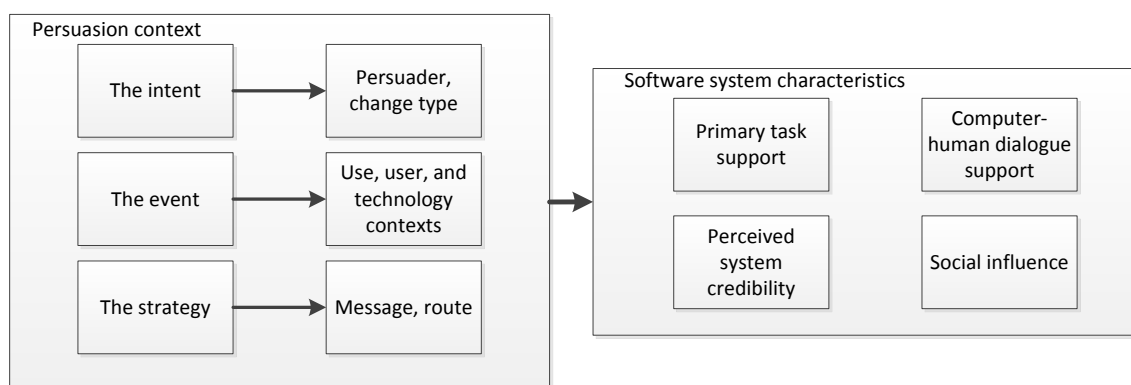 Persuasion context
The intent
Persuader,
change type
The event
Use, user, and
technology
contexts
The strategy
Message, route
Software system characteristics
Primary task
support
Computer-
human dialogue
support
Perceived
system
credibility
Social influence